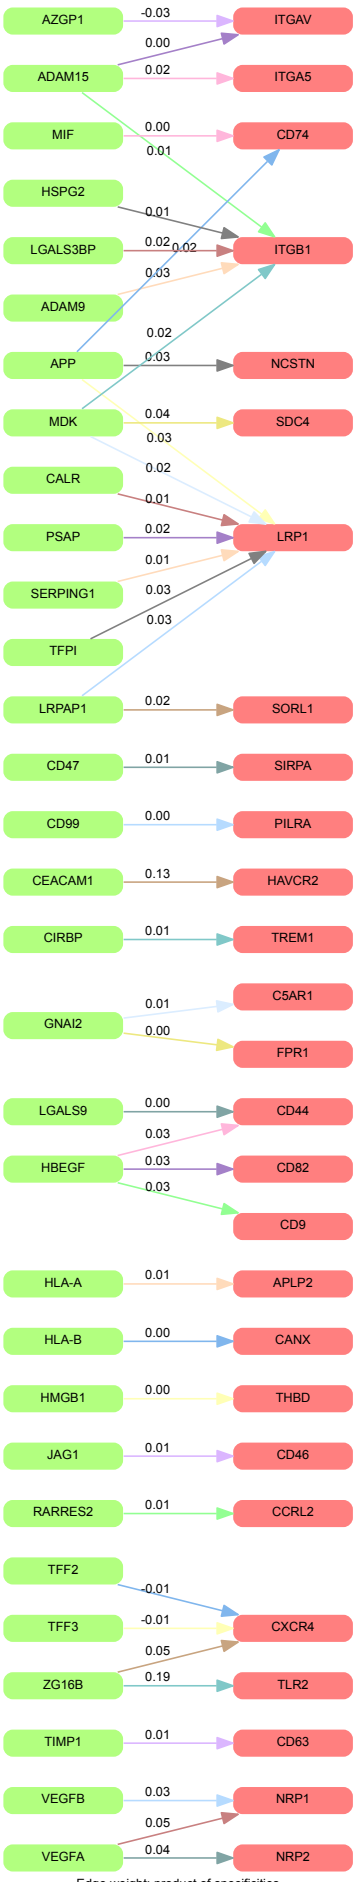 AZGP1 -0.03 ITGAV
0.00
ADAM15 0.02 ITGA5
MIF 0.00 CD74
0.01
HSPG2
0.01
LGALS3BP 0.02 0.02 ITGB1
0.03
ADAM9
0.02
APP 0.03 NCSTN
MDK 0.04 SDC4
0.03
CALR 0.02
0.01
PSAP 0.02 LRP1
0.01
SERPING1 0.03
0.03
TFPI
LRPAP1 0.02 SORL1
CD47 0.01 SIRPA
CD99 0.00 PILRA
CEACAM1 0.13 HAVCR2
CIRBP 0.01 TREM1
0.01 C5AR1
GNAI2
0.00 FPR1
LGALS9 0.00 CD44
0.03
HBEGF 0.03 CD82
0.03
CD9
HLA-A 0.01 APLP2
HLA-B 0.00 CANX
HMGB1 0.00 THBD
JAG1 0.01 CD46
RARRES2 0.01 CCRL2
TFF2
-0.01
TFF3 -0.01 CXCR4
0.05
ZG16B 0.19 TLR2
TIMP1 0.01 CD63
VEGFB 0.03 NRP1
0.05
VEGFA 0.04 NRP2
Edge weight: product of specificities